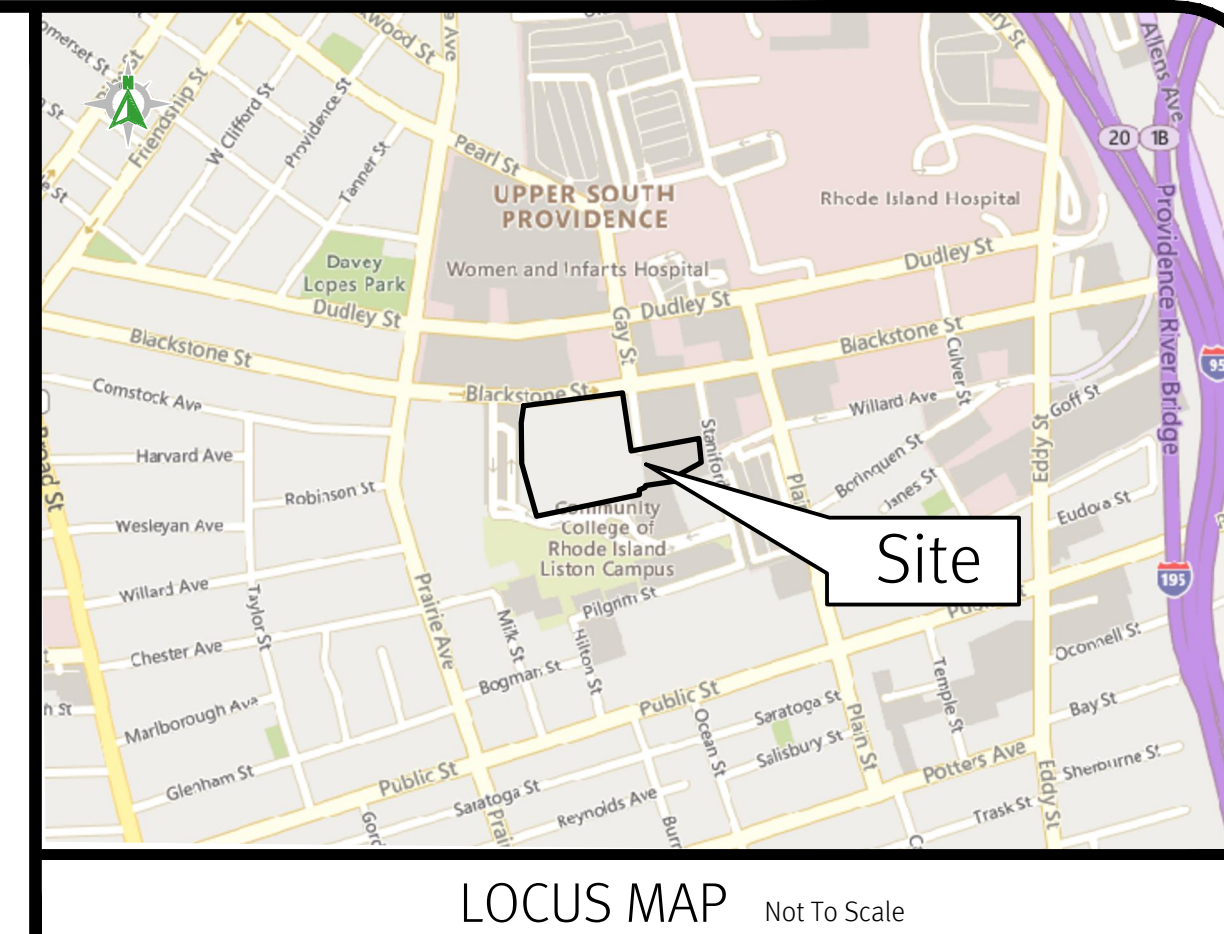 Somerset St
N
Friendship St
W Clifford St
Providence St
Tanner St
Pearl St
UPPER SOUTH
PROVIDENCE
Rhode Island Hospital
Allens Ave
20
1B
Providence River Bridge
95
Davey
Lopes Park
Women and Infarts Hospital
Dudley St
Dudley St
Dudley St
Gay St
Blackstone St
Blackstone St
Blackstone St
Culver St
Comstock Ave
Willard Ave
Goff St
Harvard Ave
Staniford
Borinquen St
Janes St
Eddy St
Broad St
Robinson St
Wesleyan Ave
Community
College of
Rhode Island
Liston Campus
Site
Eudora St
195
Willard Ave
Taylor St
Prairie Ave
Milk St
Pilgrim St
Hilton St
Chester Ave
Bogman St
Oconnell St
Temple St
Marlborough Ave
Public St
Ocean St
Saratoga St
Plain St
Bay St
Salisbury St
Glenham St
Public St
Saratoga St
Reynolds Ave
Potters Ave
Eddy St
Sherburne St
Trask St
LOCUS MAP Not To Scale